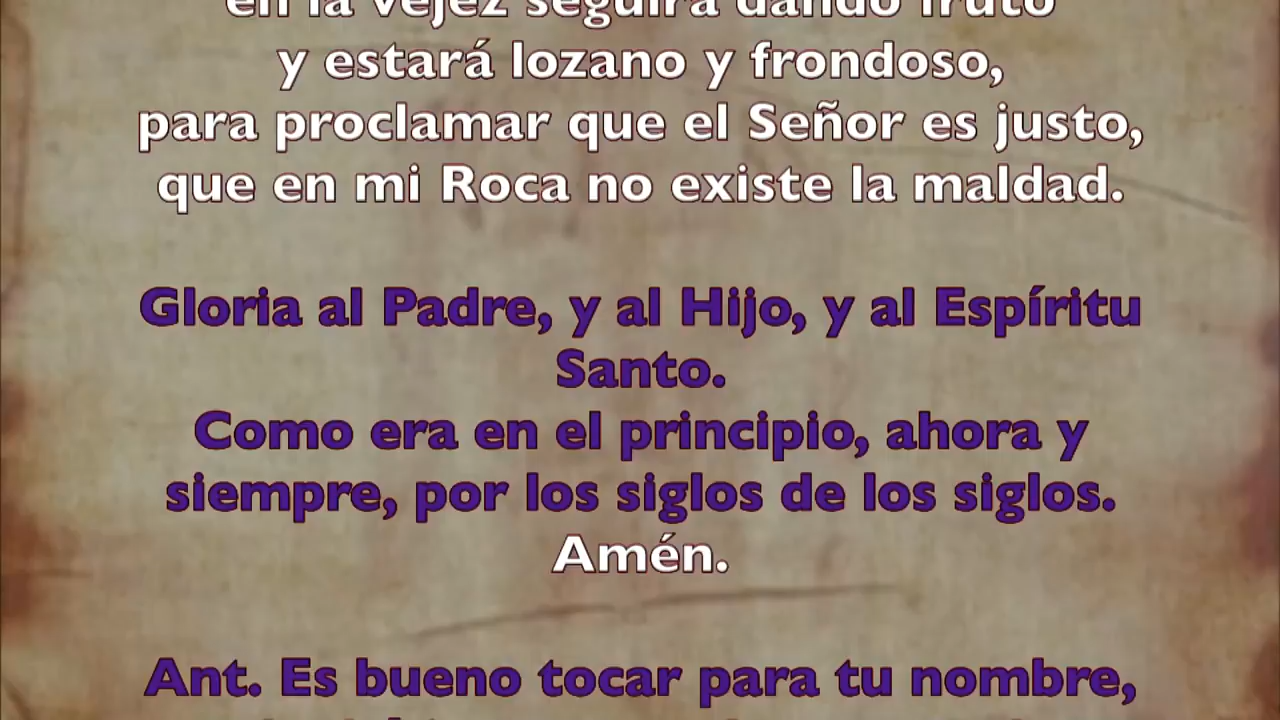 en la vejez seguirá dando fruto
y estará lozano y frondoso,
para proclamar que el Señor es justo,
que en mi Roca no existe la maldad.
Gloria al Padre, y al Hijo, y al Espíritu
Santo.
Como era en el principio, ahora y
siempre, por los siglos de los siglos.
Amén.
Ant. Es bueno tocar para tu nombre,